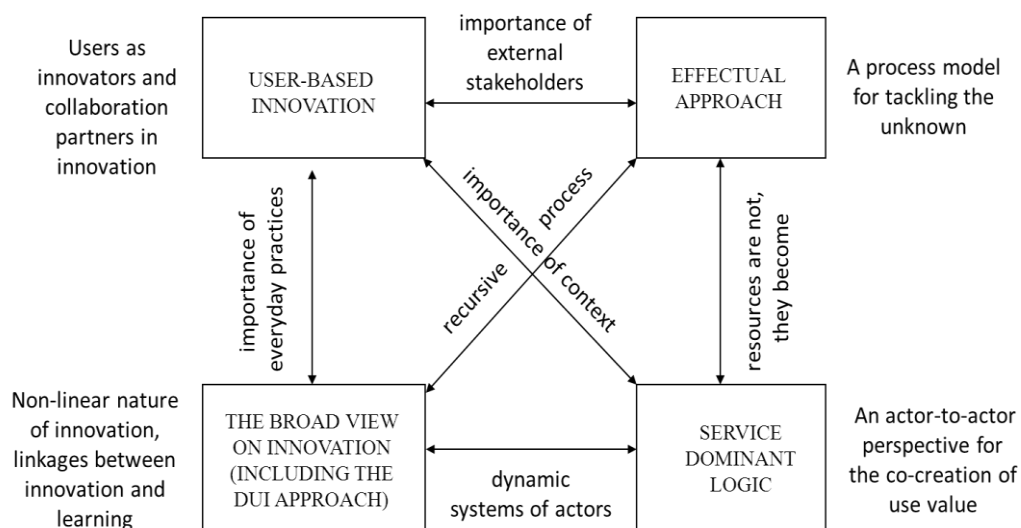 Users as
innovators and
collaboration
partners in
innovation
USER-BASED
INNOVATION
importance of
external
stakeholders
EFFECTUAL
APPROACH
A process model
for tackling the
unknown
importance of
everyday practices
importance of context
recursive process
resources are not,
they become
Non-linear nature
of innovation,
linkages between
innovation and
learning
THE BROAD VIEW
ON INNOVATION
(INCLUDING THE
DUI APPROACH)
dynamic
systems of actors
SERVICE
DOMINANT
LOGIC
An actor-to-actor
perspective for
the co-creation of
use value